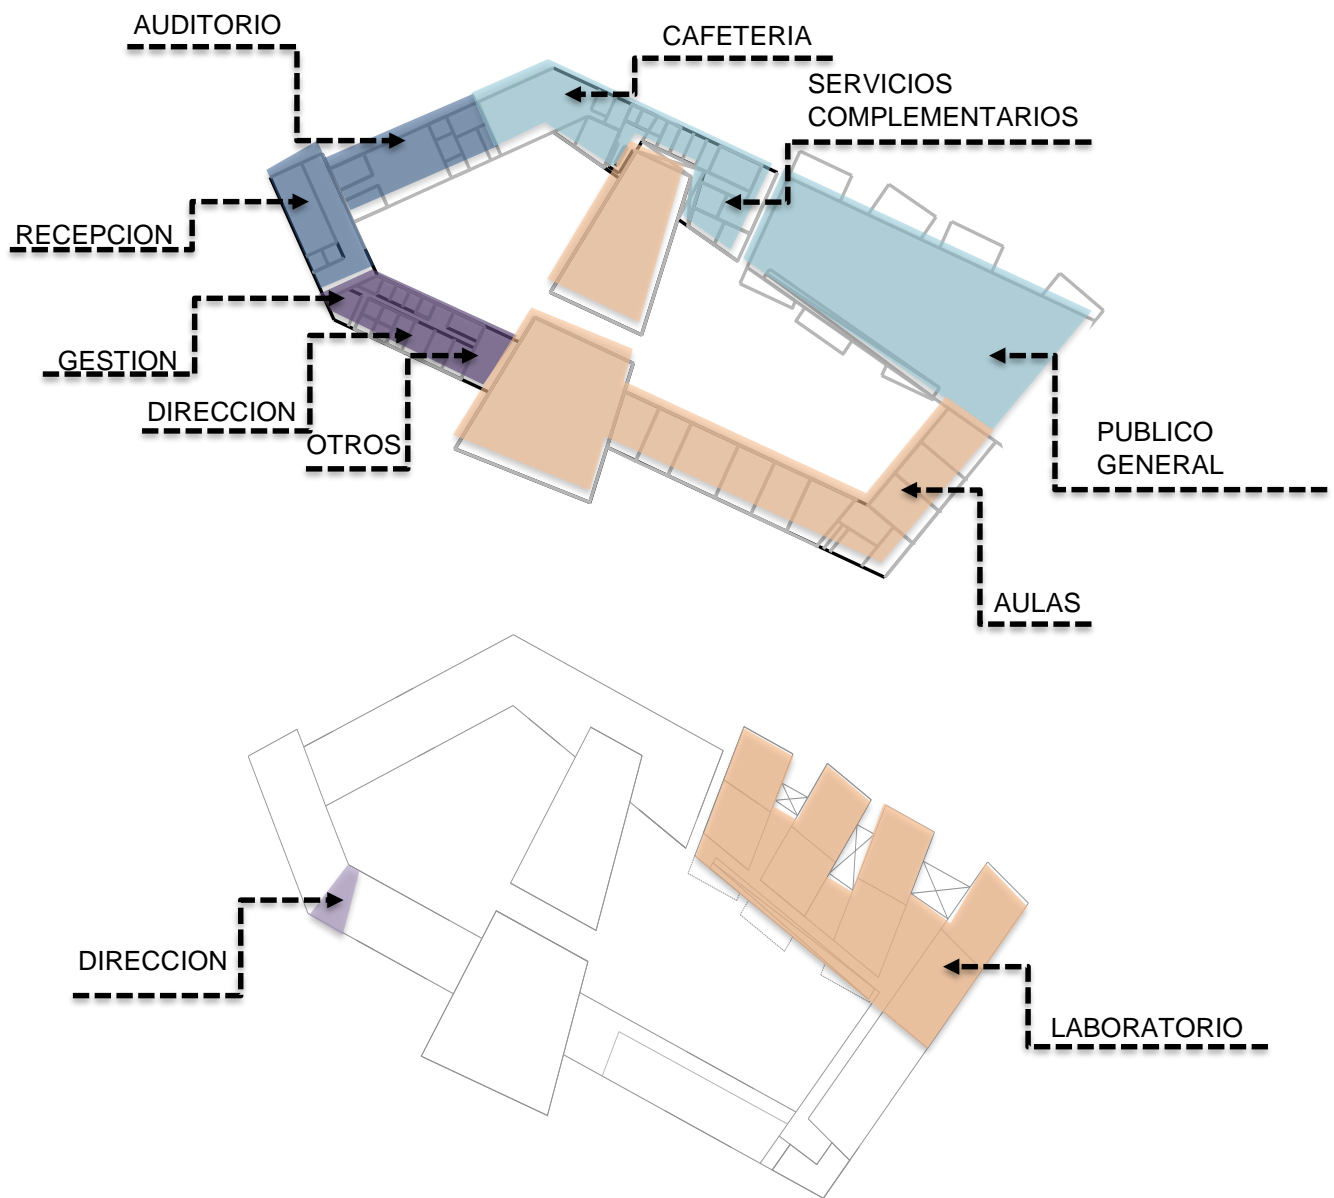 AUDITORIO
CAFETERIA
SERVICIOS
COMPLEMENTARIOS
RECEPCION
GESTION
DIRECCION
OTROS
PUBLICO
GENERAL
AULAS
DIRECCION
LABORATORIO